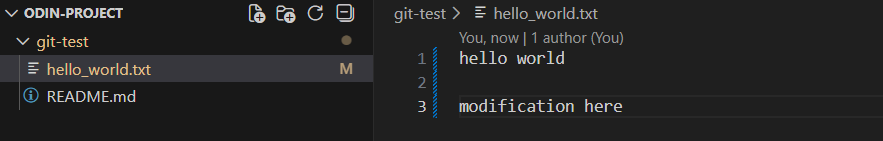 ODIN-PROJECT
git-test
hello_world.txt M
README.md
git-test > hello_world.txt
You, now | 1 author (You)
1 hello world
2
3 modification here